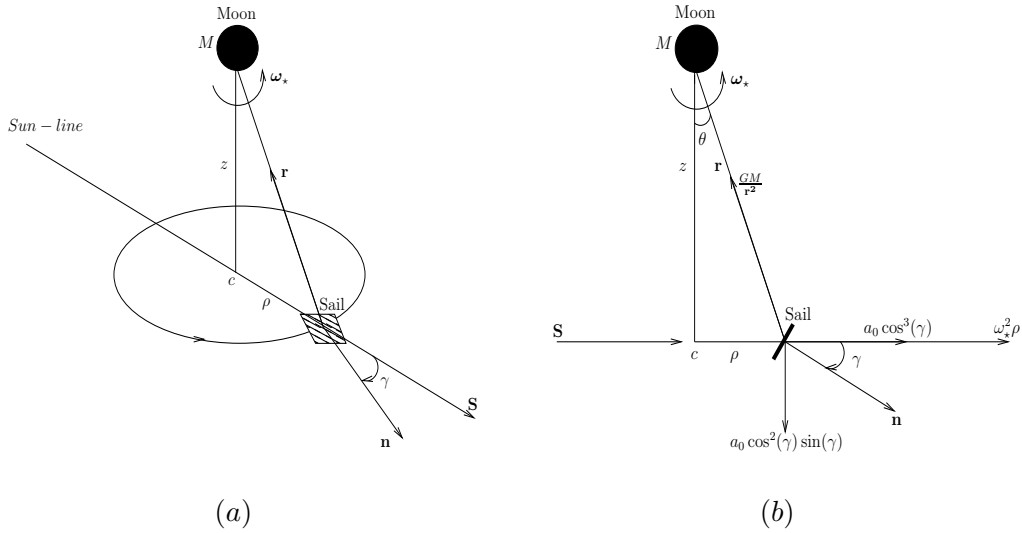 Moon
M
ω⋆
Sun − line
z
r
c
ρ
Sail
γ
S
n
(a)
Moon
M
ω⋆
θ
z
r
GM/r²
Sail
S
a₀ cos³(γ)
ω⋆²ρ
c
ρ
γ
n
a₀ cos²(γ) sin(γ)
(b)